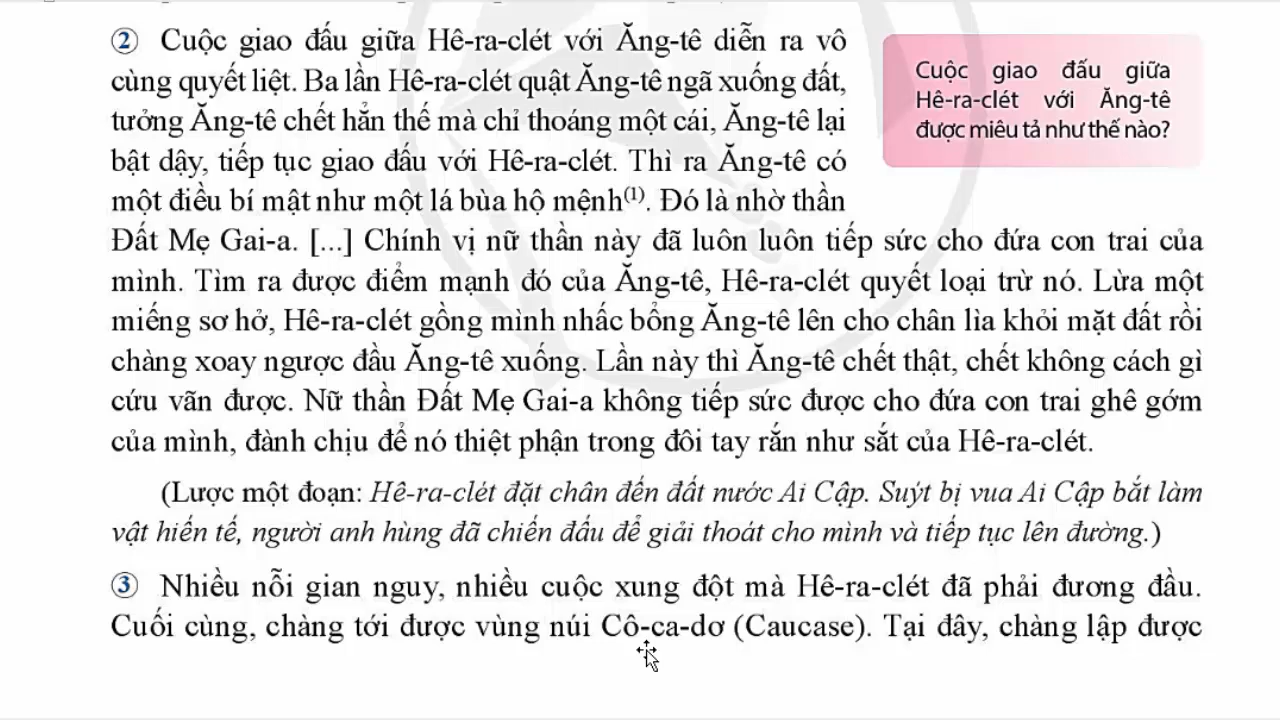 ② Cuộc giao đấu giữa Hê-ra-clét với Ăng-tê diễn ra vô
cùng quyết liệt. Ba lần Hê-ra-clét quật Ăng-tê ngã xuống đất,
tưởng Ăng-tê chết hẳn thế mà chỉ thoáng một cái, Ăng-tê lại
bật dậy, tiếp tục giao đấu với Hê-ra-clét. Thì ra Ăng-tê có
một điều bí mật như một lá bùa hộ mệnh(1). Đó là nhờ thần
Đất Mẹ Gai-a. [...] Chính vị nữ thần này đã luôn luôn tiếp sức cho đứa con trai của
mình. Tìm ra được điểm mạnh đó của Ăng-tê, Hê-ra-clét quyết loại trừ nó. Lừa một
miếng sơ hở, Hê-ra-clét gồng mình nhấc bổng Ăng-tê lên cho chân lìa khỏi mặt đất rồi
chàng xoay ngược đầu Ăng-tê xuống. Lần này thì Ăng-tê chết thật, chết không cách gì
cứu vãn được. Nữ thần Đất Mẹ Gai-a không tiếp sức được cho đứa con trai ghê gớm
của mình, đành chịu để nó thiệt phận trong đôi tay rắn như sắt của Hê-ra-clét.
(Lược một đoạn: Hê-ra-clét đặt chân đến đất nước Ai Cập. Suýt bị vua Ai Cập bắt làm
vật hiến tế, người anh hùng đã chiến đấu để giải thoát cho mình và tiếp tục lên đường.)
③ Nhiều nỗi gian nguy, nhiều cuộc xung đột mà Hê-ra-clét đã phải đương đầu.
Cuối cùng, chàng tới được vùng núi Cô-ca-dơ (Caucase). Tại đây, chàng lập được
Cuộc giao đấu giữa
Hê-ra-clét với Ăng-tê
được miêu tả như thế nào?